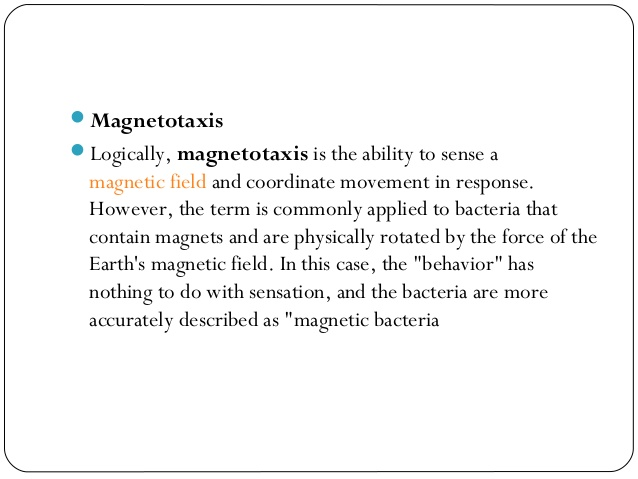 Magnetotaxis
Logically, magnetotaxis is the ability to sense a
magnetic field and coordinate movement in response.
However, the term is commonly applied to bacteria that
contain magnets and are physically rotated by the force of the
Earth's magnetic field. In this case, the "behavior" has
nothing to do with sensation, and the bacteria are more
accurately described as "magnetic bacteria